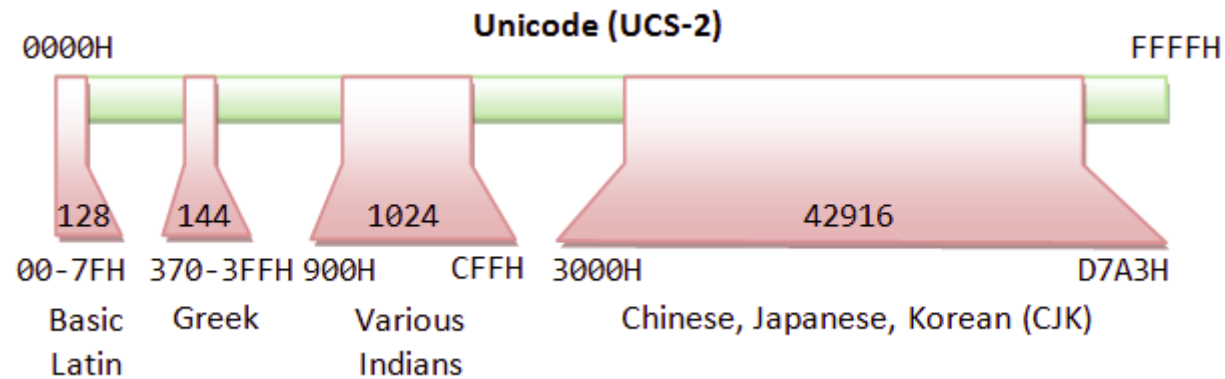 Unicode (UCS-2)
0000H FFFFH
128 144 1024 42916
00-7FH 370-3FFH 900H CFFH 3000H D7A3H
Basic Greek Various Chinese, Japanese, Korean (CJK)
Latin Indians